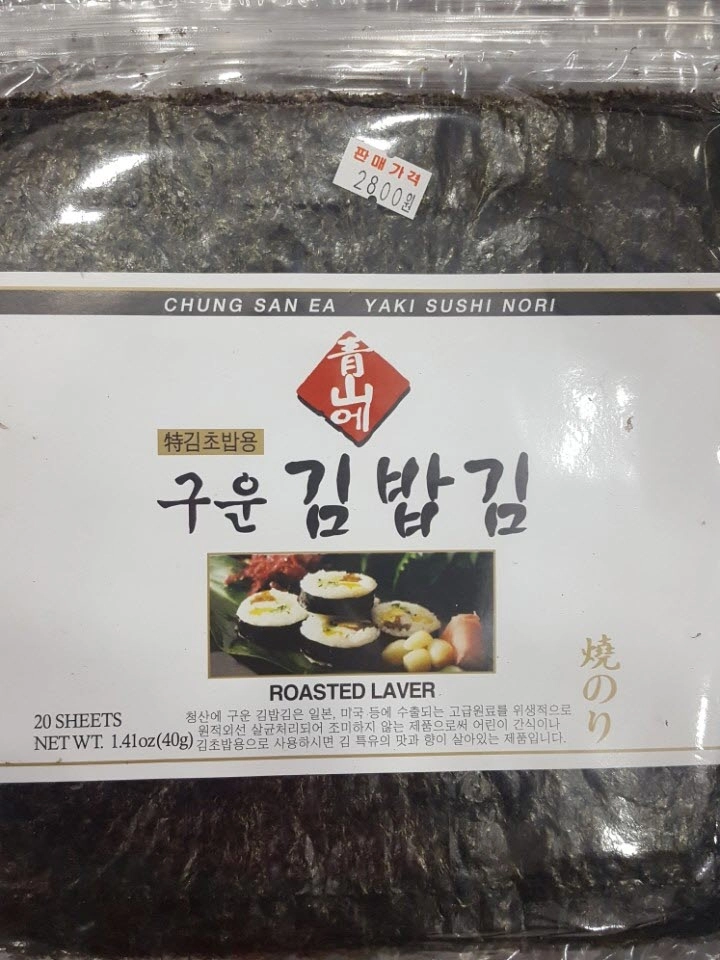 판매가격
2800원
CHUNG SAN EA YAKI SUSHI NORI
青山에
特김초밥용
구운 김밥김
ROASTED LAVER
燒のり
20 SHEETS
NET WT. 1.41oz(40g)
청산에 구운 김밥김은 일본, 미국 등에 수출되는 고급원료를 위생적으로
원적외선 살균처리되어 조미하지 않는 제품으로써 어린이 간식이나
김초밥용으로 사용하시면 김 특유의 맛과 향이 살아있는 제품입니다.